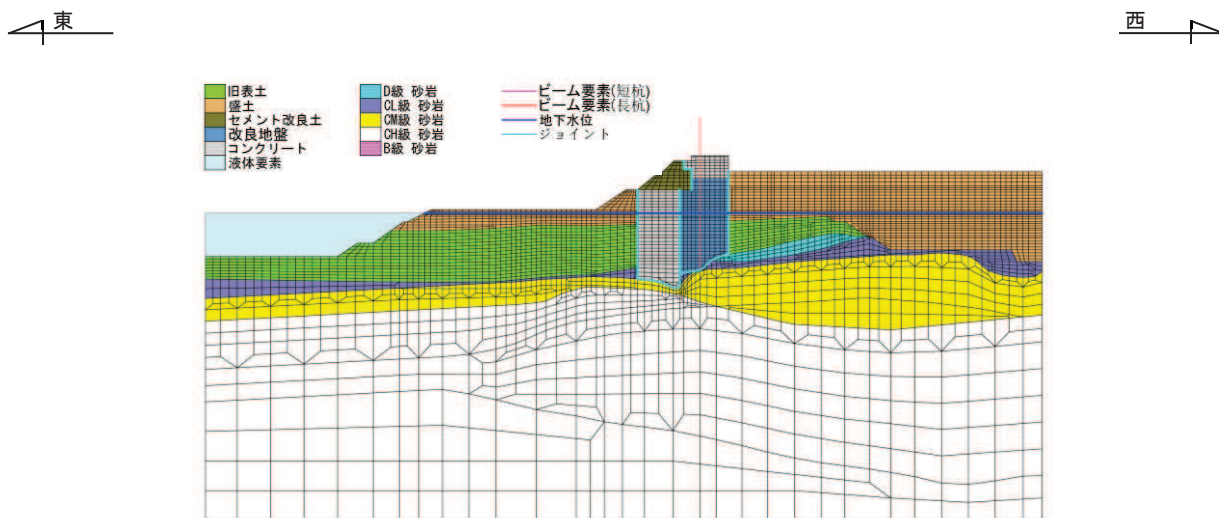 東
西
旧表土
盛土
セメント改良土
改良地盤
コンクリート
液体要素
D級 砂岩
CL級 砂岩
CM級 砂岩
CH級 砂岩
B級 砂岩
ビーム要素(短杭)
ビーム要素(長杭)
地下水位
ジョイント